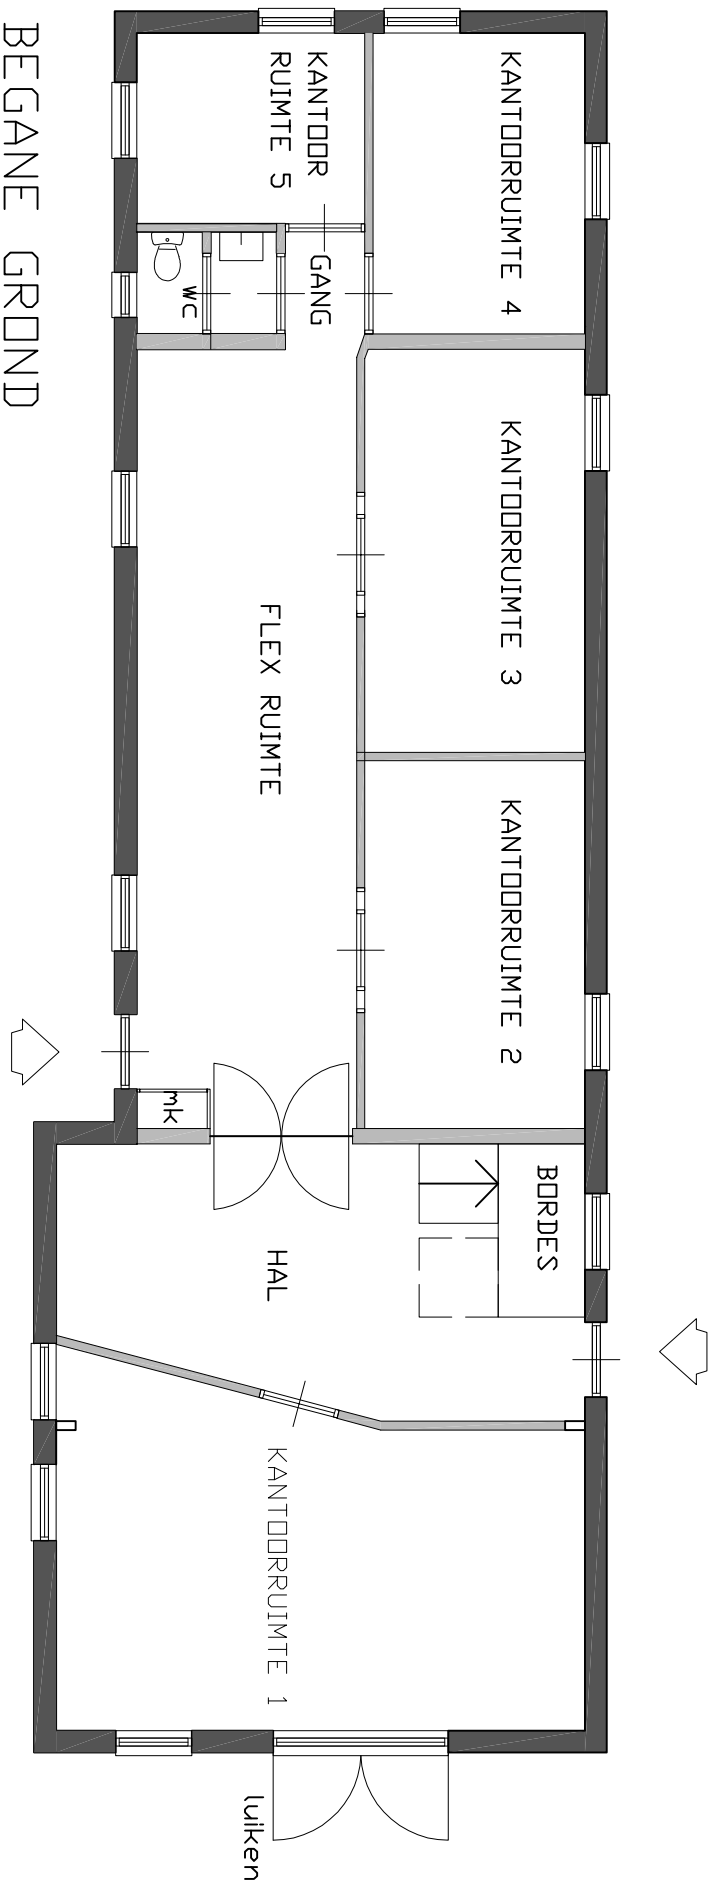 KANTOORRUIMTE 4
KANTOORRUIMTE 3
KANTOORRUIMTE 2
BORDES
KANTOOR
RUIMTE 5
GANG
WC
FLEX RUIMTE
mk
HAL
KANTOORRUIMTE 1
luiken
BEGANE GROND